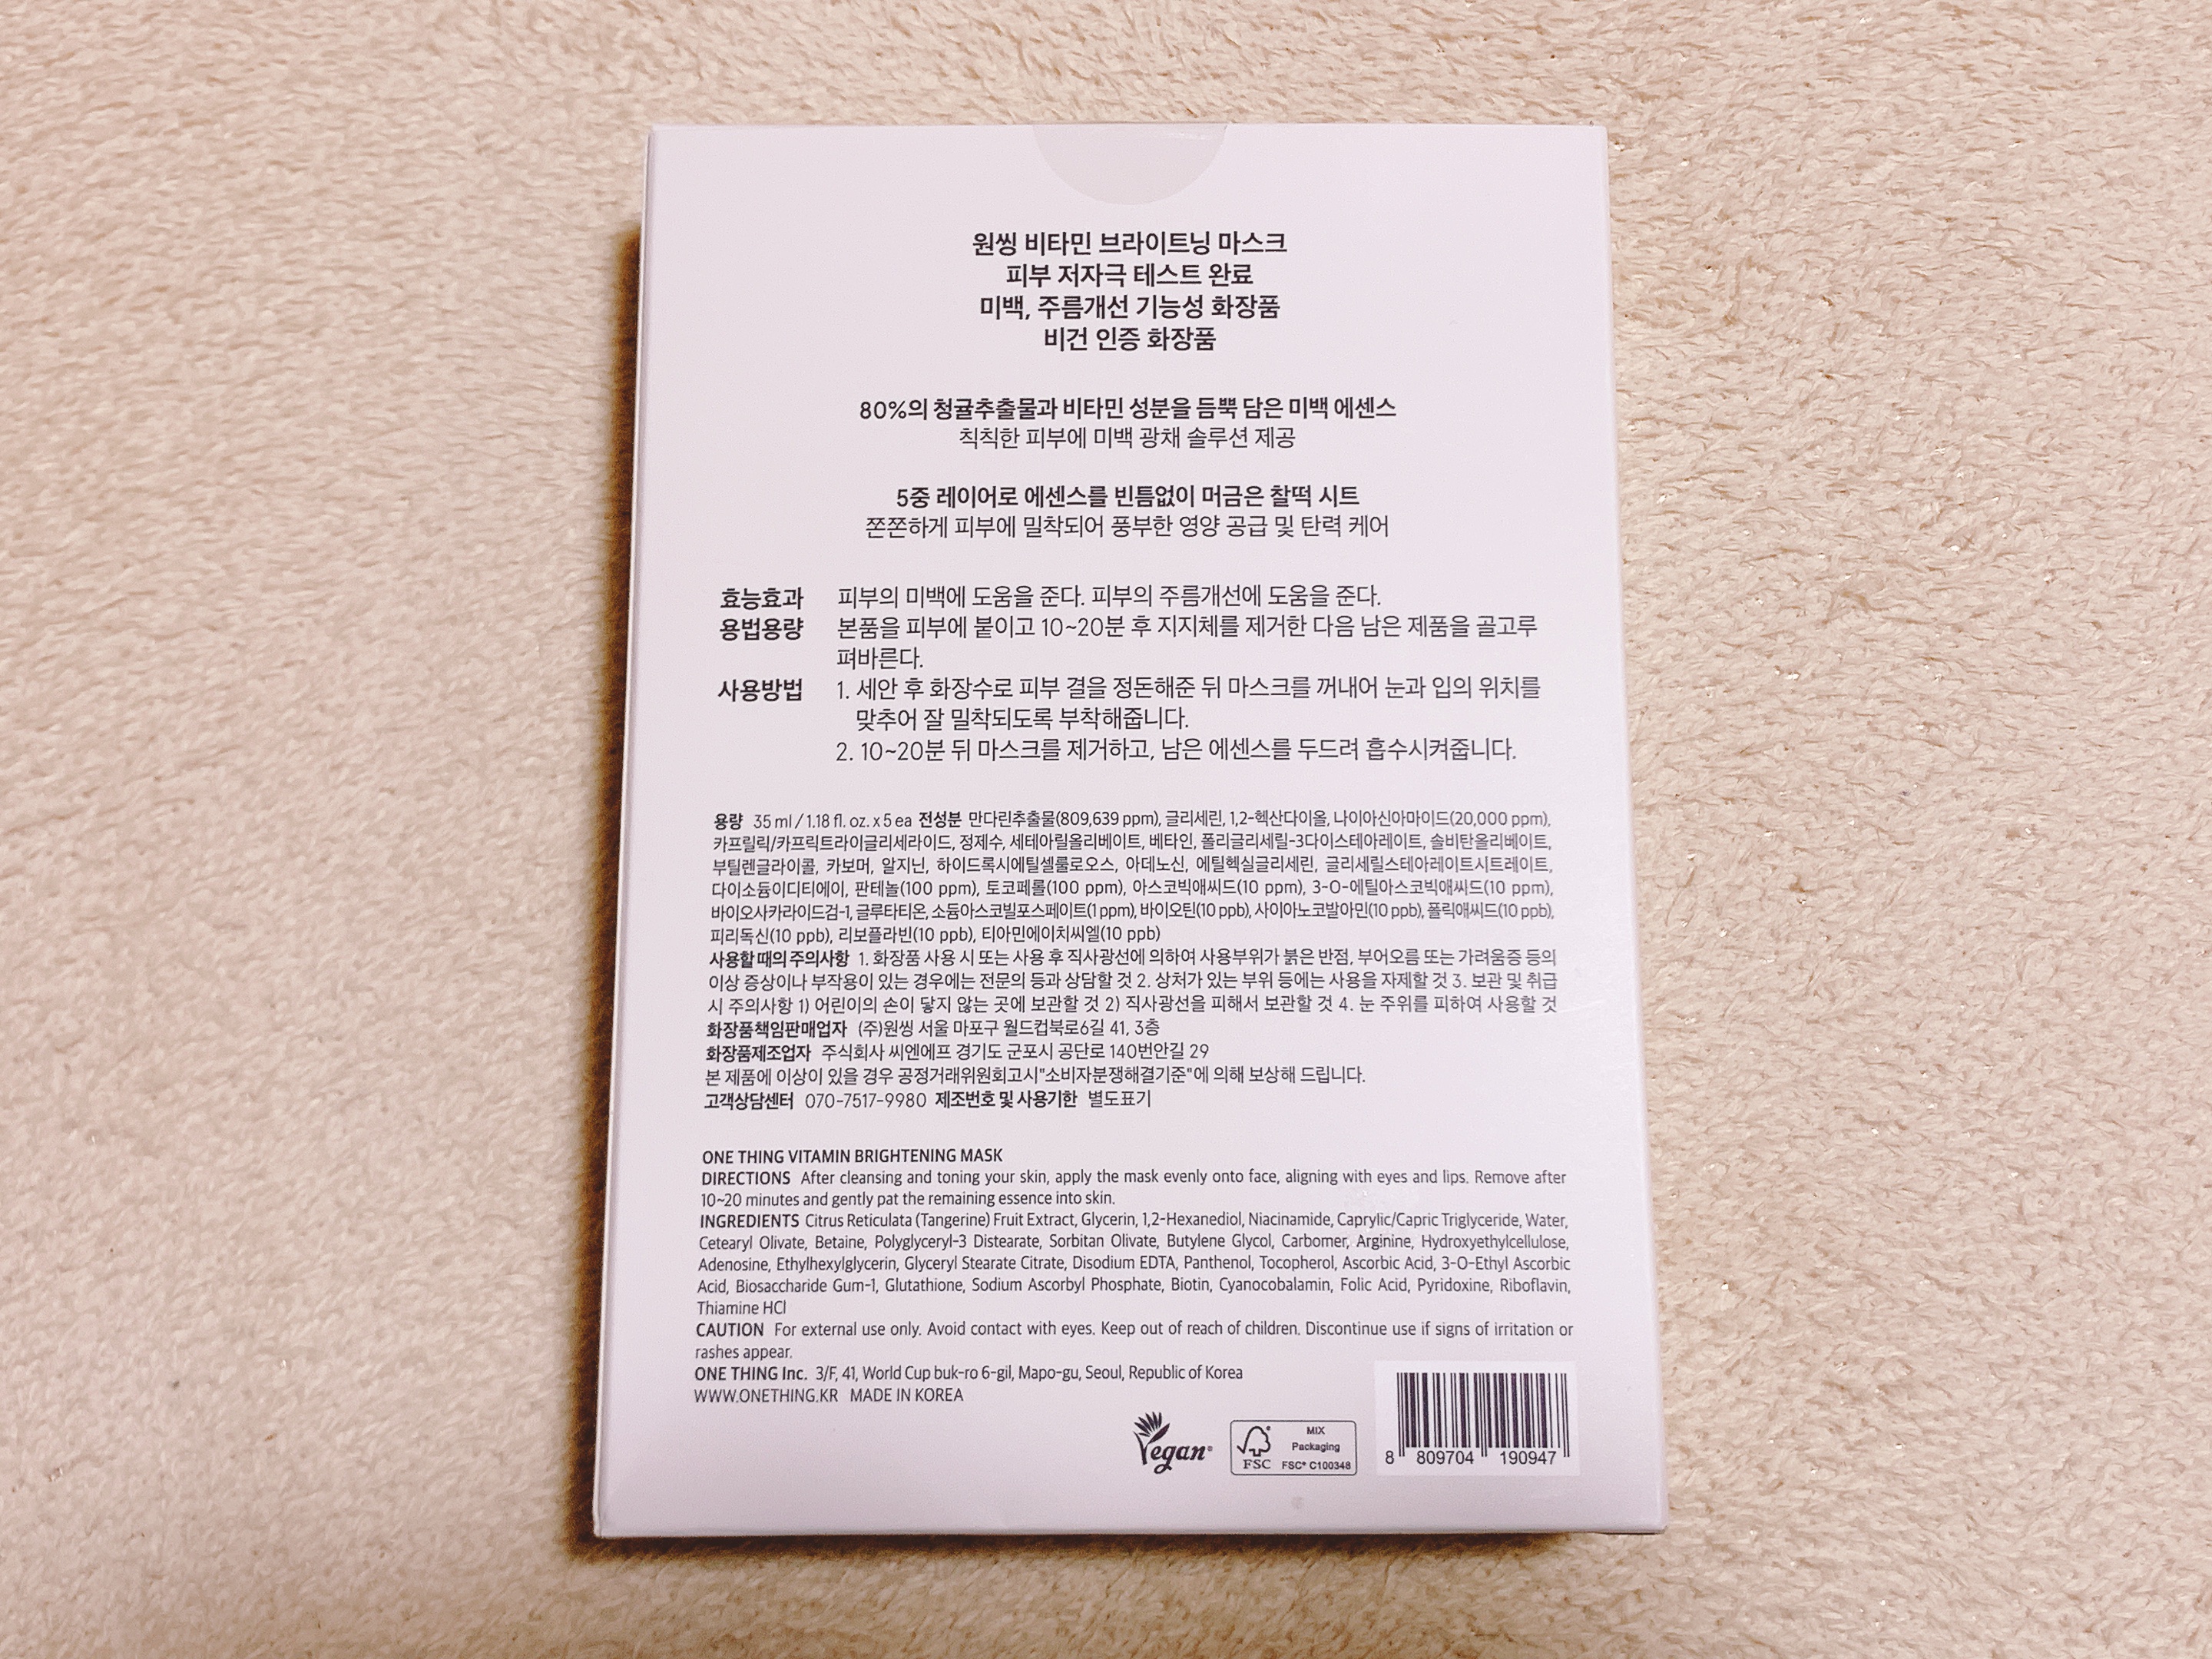 원씽 비타민 브라이트닝 마스크
피부 저자극 테스트 완료
미백, 주름개선 기능성 화장품
비건 인증 화장품
80%의 청귤추출물과 비타민 성분을 듬뿍 담은 미백 에센스
칙칙한 피부에 미백 광채 솔루션 제공
5중 레이어로 에센스를 빈틈없이 머금은 찰떡 시트
쫀쫀하게 피부에 밀착되어 풍부한 영양 공급 및 탄력 케어
효능효과 피부의 미백에 도움을 준다. 피부의 주름개선에 도움을 준다.
용법용량 본품을 피부에 붙이고 10~20분 후 지지체를 제거한 다음 남은 제품을 골고루
펴바른다.
사용방법 1. 세안 후 화장수로 피부 결을 정돈해준 뒤 마스크를 꺼내어 눈과 입의 위치를
맞추어 잘 밀착되도록 부착해줍니다.
2. 10~20분 뒤 마스크를 제거하고, 남은 에센스를 두드려 흡수시켜줍니다.
용량 35 ml / 1.18 fl. oz. x 5 ea 전성분 만다린추출물(809,639 ppm), 글리세린, 1,2-헥산다이올, 나이아신아마이드(20,000 ppm),
카프릴릭/카프릭트라이글리세라이드, 정제수, 세테아릴올리베이트, 베타인, 폴리글리세릴-3다이스테아레이트, 솔비탄올리베이트,
부틸렌글라이콜, 카보머, 알지닌, 하이드록시에틸셀룰로오스, 아데노신, 에틸헥실글리세린, 글리세릴스테아레이트시트레이트,
다이소듐이디티에이, 판테놀(100 ppm), 토코페롤(100 ppm), 아스코빅애씨드(10 ppm), 3-O-에틸아스코빅애씨드(10 ppm),
바이오사카라이드검-1, 글루타티온, 소듐아스코빌포스페이트(1 ppm), 바이오틴(10 ppb), 사이아노코발아민(10 ppb), 폴릭애씨드(10 ppb),
피리독신(10 ppb), 리보플라빈(10 ppb), 티아민에이치씨엘(10 ppb)
사용할 때의 주의사항 1. 화장품 사용 시 또는 사용 후 직사광선에 의하여 사용부위가 붉은 반점, 부어오름 또는 가려움증 등의
이상 증상이나 부작용이 있는 경우에는 전문의 등과 상담할 것 2. 상처가 있는 부위 등에는 사용을 자제할 것 3. 보관 및 취급
시 주의사항 1) 어린이의 손이 닿지 않는 곳에 보관할 것 2) 직사광선을 피해서 보관할 것 4. 눈 주위를 피하여 사용할 것
화장품책임판매업자 (주)원씽 서울 마포구 월드컵북로6길 41, 3층
화장품제조업자 주식회사 씨엔에프 경기도 군포시 공단로 140번안길 29
본 제품에 이상이 있을 경우 공정거래위원회고시"소비자분쟁해결기준"에 의해 보상해 드립니다.
고객상담센터 070-7517-9980 제조번호 및 사용기한 별도표기
ONE THING VITAMIN BRIGHTENING MASK
DIRECTIONS After cleansing and toning your skin, apply the mask evenly onto face, aligning with eyes and lips. Remove after
10~20 minutes and gently pat the remaining essence into skin.
INGREDIENTS Citrus Reticulata (Tangerine) Fruit Extract, Glycerin, 1,2-Hexanediol, Niacinamide, Caprylic/Capric Triglyceride, Water,
Cetearyl Olivate, Betaine, Polyglyceryl-3 Distearate, Sorbitan Olivate, Butylene Glycol, Carbomer, Arginine, Hydroxyethylcellulose,
Adenosine, Ethylhexylglycerin, Glyceryl Stearate Citrate, Disodium EDTA, Panthenol, Tocopherol, Ascorbic Acid, 3-O-Ethyl Ascorbic
Acid, Biosaccharide Gum-1, Glutathione, Sodium Ascorbyl Phosphate, Biotin, Cyanocobalamin, Folic Acid, Pyridoxine, Riboflavin,
Thiamine HCl
CAUTION For external use only. Avoid contact with eyes. Keep out of reach of children. Discontinue use if signs of irritation or
rashes appear.
ONE THING Inc. 3/F, 41, World Cup buk-ro 6-gil, Mapo-gu, Seoul, Republic of Korea
WWW.ONETHING.KR MADE IN KOREA
Vegan®
FSC
MIX
Packaging
FSC® C100348
8 809704 190947